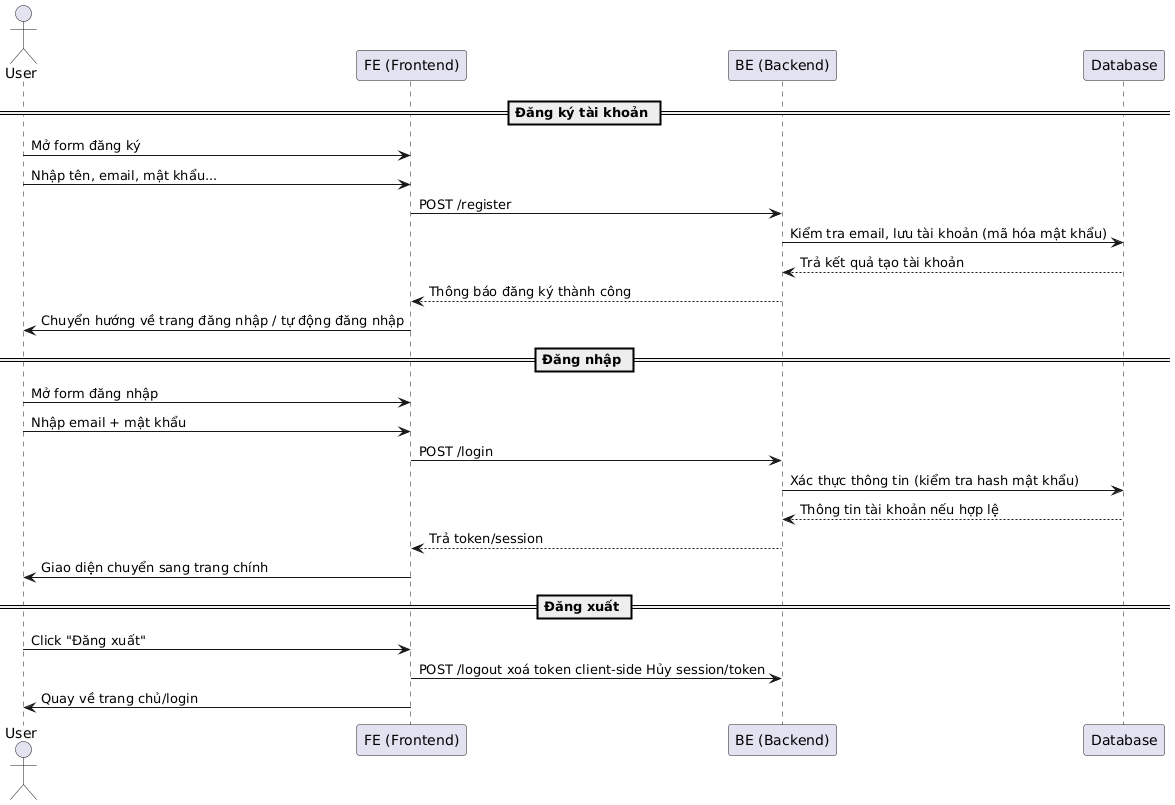 User
FE (Frontend)
BE (Backend)
Database
Đăng ký tài khoản
Mở form đăng ký
Nhập tên, email, mật khẩu...
POST /register
Kiểm tra email, lưu tài khoản (mã hóa mật khẩu)
Trả kết quả tạo tài khoản
Thông báo đăng ký thành công
Chuyển hướng về trang đăng nhập / tự động đăng nhập
Đăng nhập
Mở form đăng nhập
Nhập email + mật khẩu
POST /login
Xác thực thông tin (kiểm tra hash mật khẩu)
Thông tin tài khoản nếu hợp lệ
Trả token/session
Giao diện chuyển sang trang chính
Đăng xuất
Click "Đăng xuất"
POST /logout xoá token client-side Hủy session/token
Quay về trang chủ/login
User
FE (Frontend)
BE (Backend)
Database